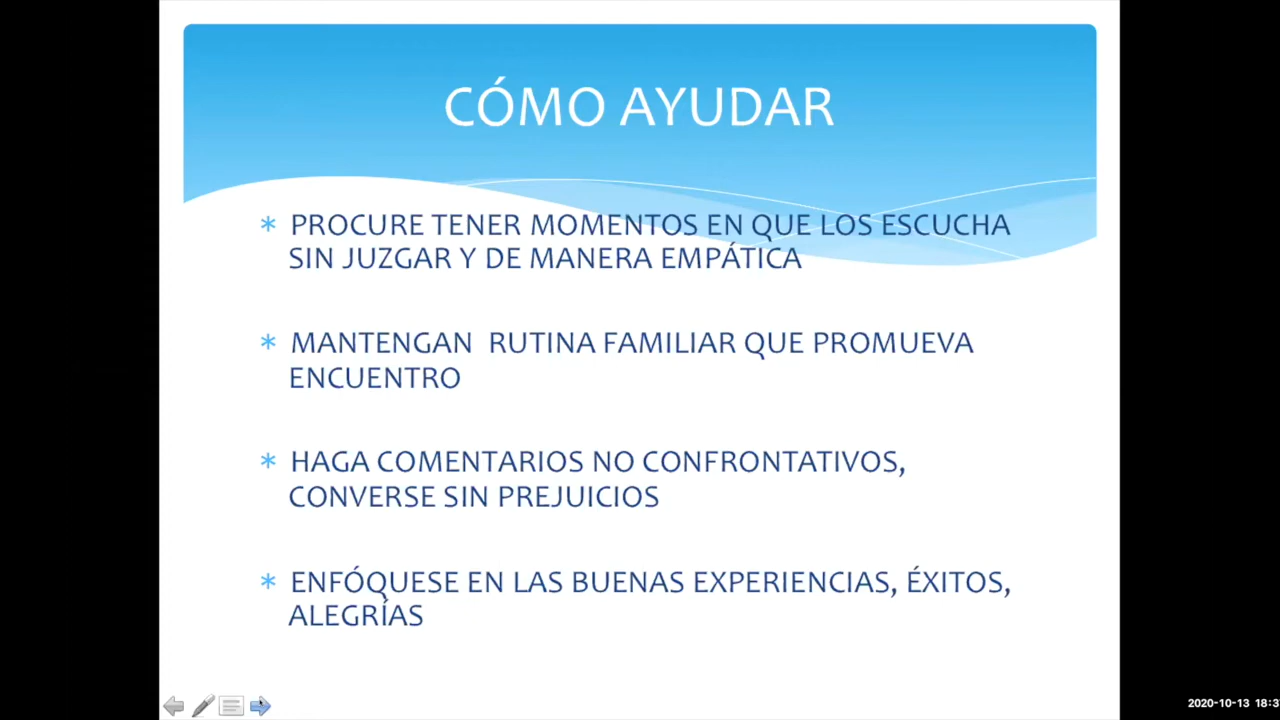 CÓMO AYUDAR
* PROCURE TENER MOMENTOS EN QUE LOS ESCUCHA
SIN JUZGAR Y DE MANERA EMPÁTICA
* MANTENGAN RUTINA FAMILIAR QUE PROMUEVA
ENCUENTRO
* HAGA COMENTARIOS NO CONFRONTATIVOS,
CONVERSE SIN PREJUICIOS
* ENFÓQUESE EN LAS BUENAS EXPERIENCIAS, ÉXITOS,
ALEGRÍAS
2020-10-13 18:3